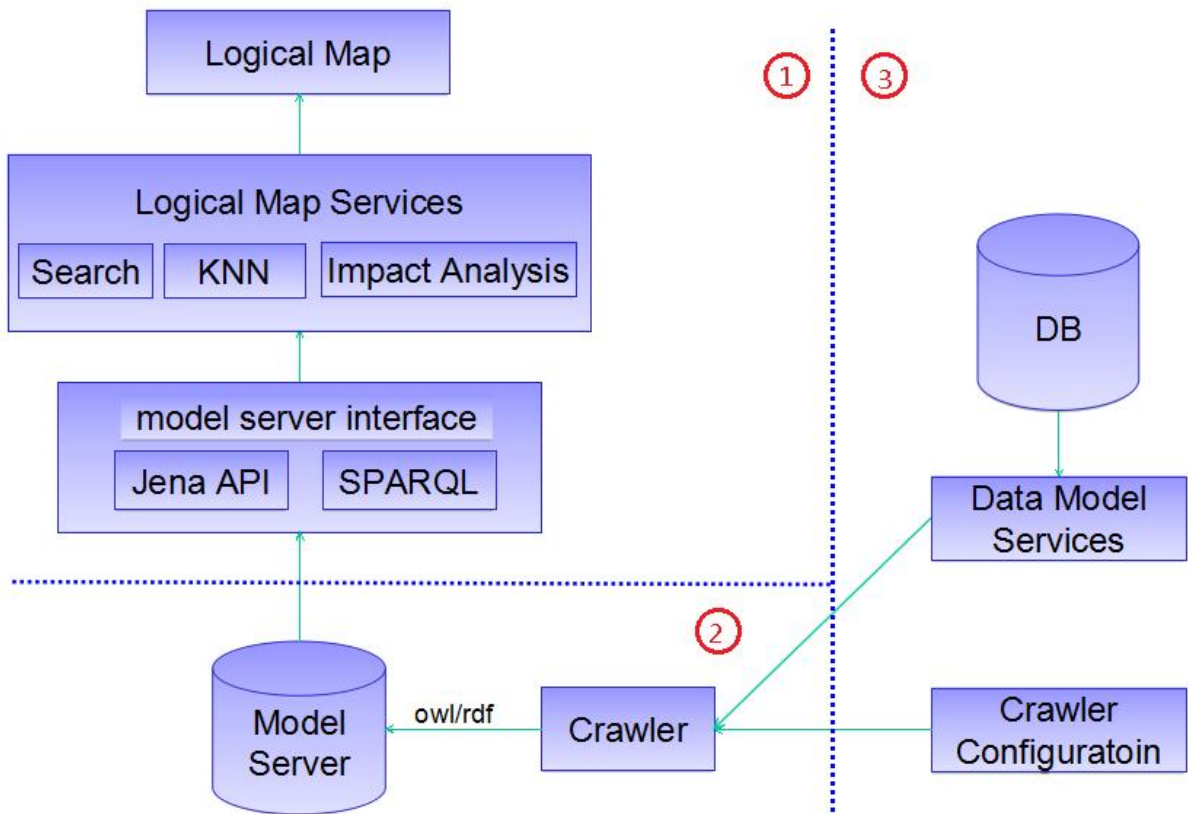 Logical Map
1
3
Logical Map Services
Search
KNN
Impact Analysis
DB
model server interface
Jena API
SPARQL
Data Model
Services
2
Model
Server
owl/rdf
Crawler
Crawler
Configuratoin